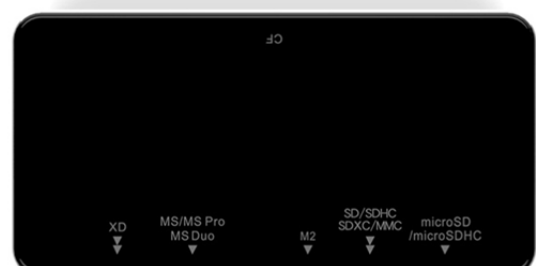 CF
XD
MS/MS Pro
MS Duo
M2
SD/SDHC
SDXC/MMC
microSD
/microSDHC